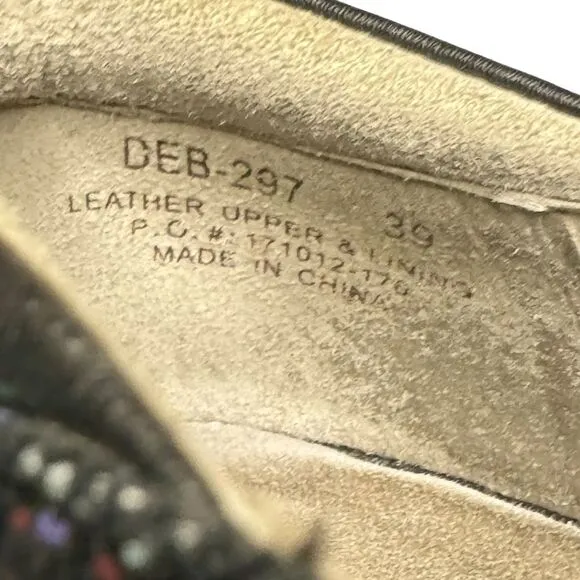 DEB-297 39
LEATHER UPPER & LINING
P.O.#: 171012-176
MADE IN CHINA